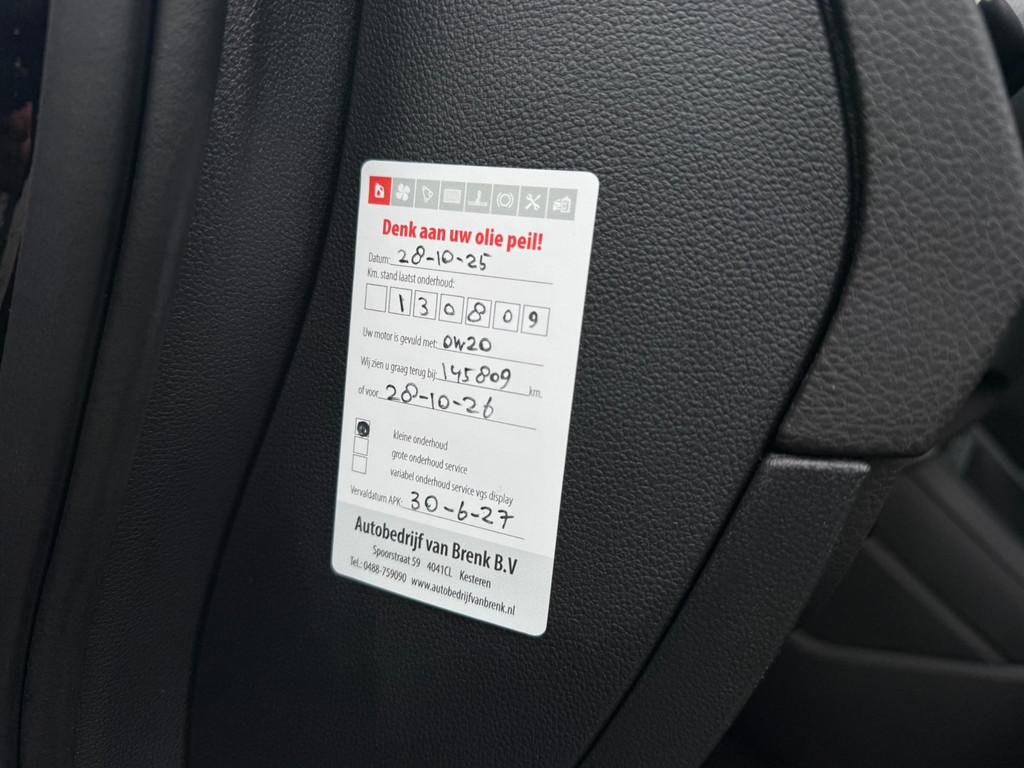 Denk aan uw olie peil!
Datum: 28-10-25
Km. stand laatst onderhoud:
130809
Uw motor is gevuld met: 0W20
Wij zien u graag terug bij: 145809 km.
of voor 28-10-26
kleine onderhoud
grote onderhoud service
variabel onderhoud service vgs display
Vervaldatum APK: 30-6-27
Autobedrijf van Brenk B.V
Spoorstraat 59 4041CL Kesteren
Tel.: 0488-759090 www.autobedrijfvanbrenk.nl